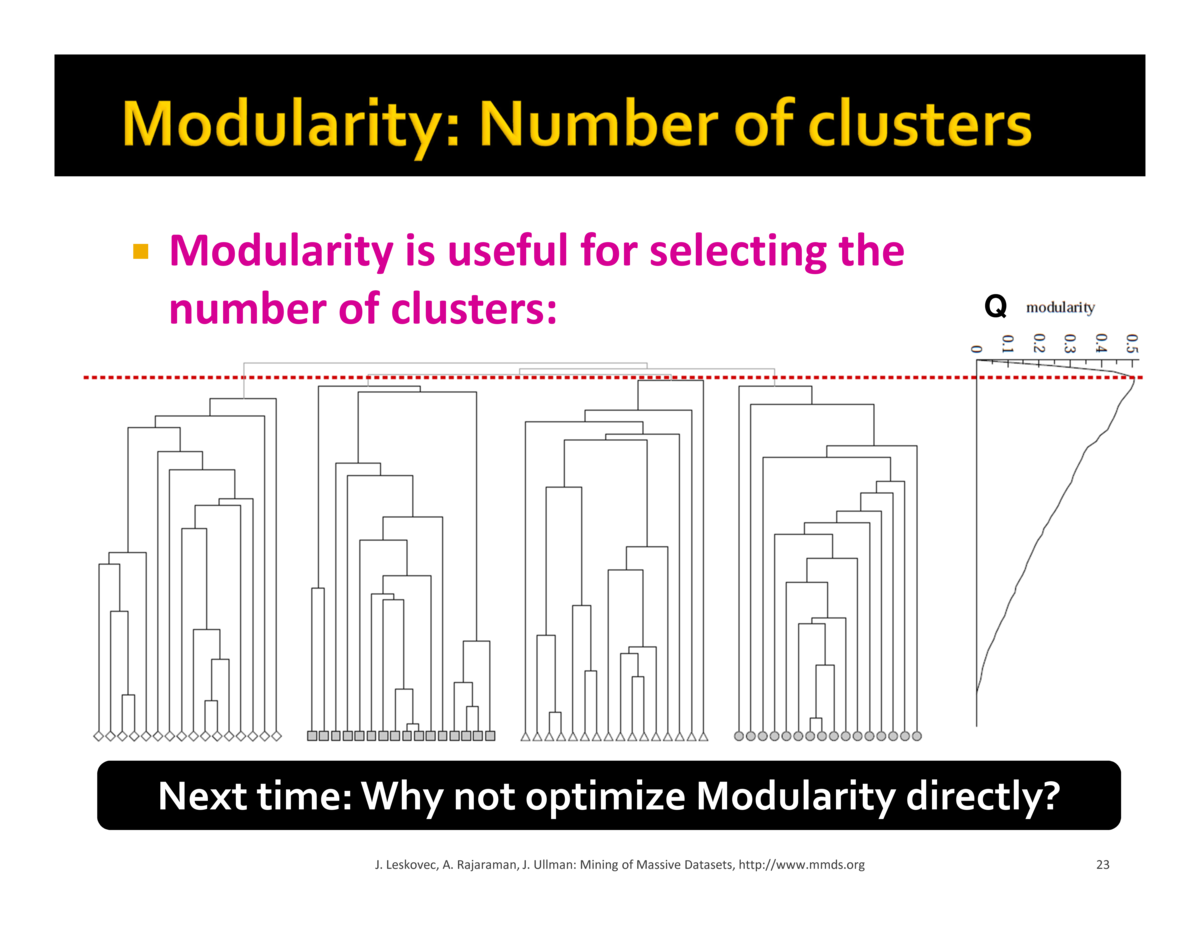 Modularity: Number of clusters
Modularity is useful for selecting the
number of clusters:
Q modularity
0 0.1 0.2 0.3 0.4 0.5
Next time: Why not optimize Modularity directly?
J. Leskovec, A. Rajaraman, J. Ullman: Mining of Massive Datasets, http://www.mmds.org
23